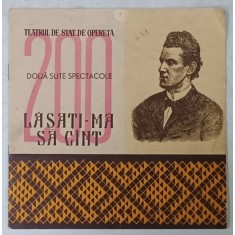 TEATRUL DE STAT DE OPERETĂ
200
DOUĂ SUTE SPECTACOLE
LĂSAȚI-MĂ
SĂ CÎNT